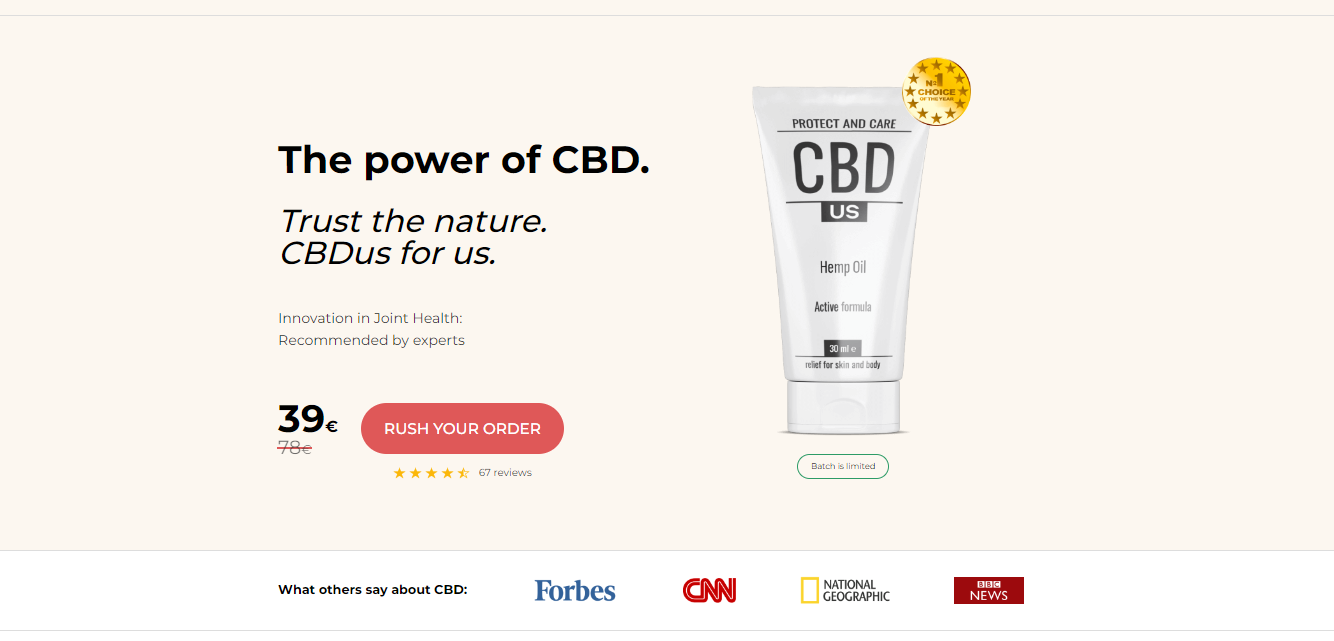 The power of CBD.
Trust the nature.
CBDus for us.
Innovation in Joint Health:
Recommended by experts
39€
78€
RUSH YOUR ORDER
67 reviews
№1
CHOICE
OF THE YEAR
PROTECT AND CARE
CBD
US
Hemp Oil
Active formula
30 ml e
relief for skin and body
Batch is limited
What others say about CBD:
Forbes
CNN
NATIONAL
GEOGRAPHIC
BBC
NEWS